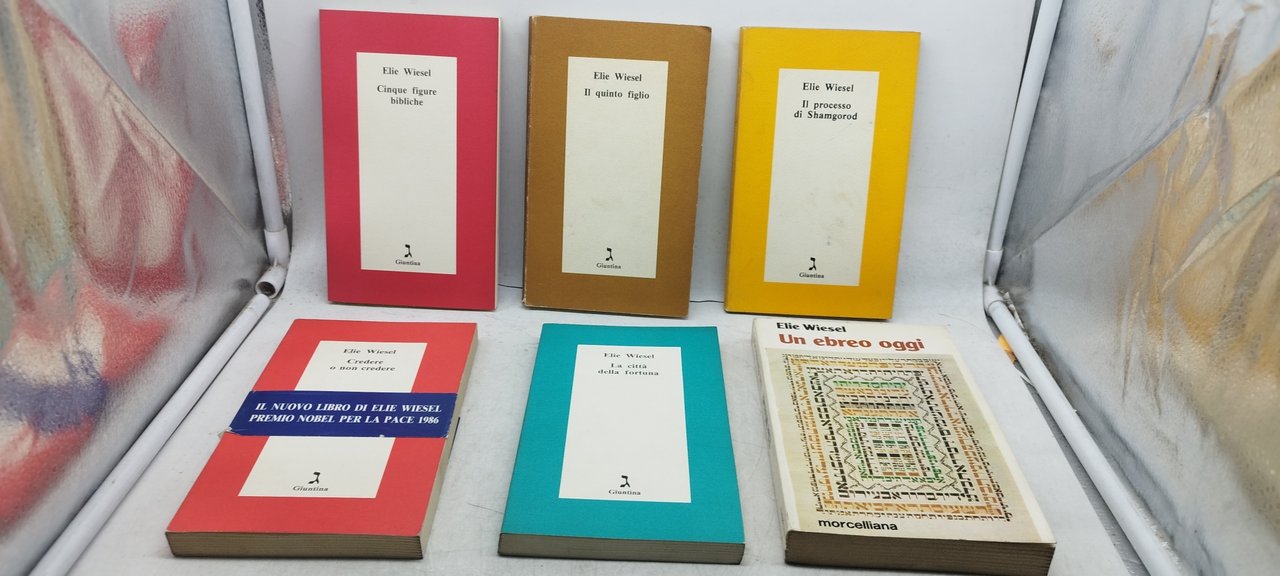 Elie Wiesel
Cinque figure
bibliche
ג
Giuntina
Elie Wiesel
Il quinto figlio
ג
Giuntina
Elie Wiesel
Il processo
di Shamgorod
ג
Giuntina
Elie Wiesel
Credere
o non credere
IL NUOVO LIBRO DI ELIE WIESEL
PREMIO NOBEL PER LA PACE 1986
ג
Giuntina
Elie Wiesel
La città
della fortuna
ג
Giuntina
Elie Wiesel
Un ebreo oggi
morcelliana